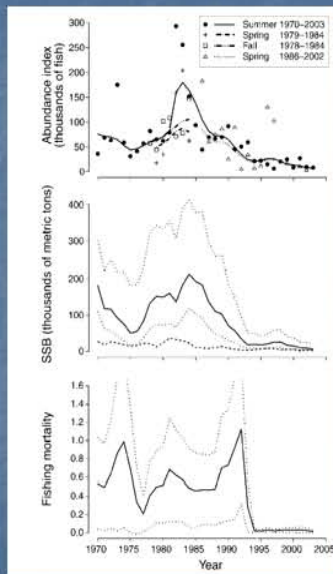 Summer 1970–2003
Spring 1979–1984
Fall 1978–1984
Spring 1986–2002
Abundance index
(thousands of fish)
300
250
200
150
100
50
0
SSB (thousands of metric tons)
400
300
200
100
0
Fishing mortality
1.6
1.4
1.2
1.0
0.8
0.6
0.4
0.2
0.0
1970 1975 1980 1985 1990 1995 2000 2005
Year